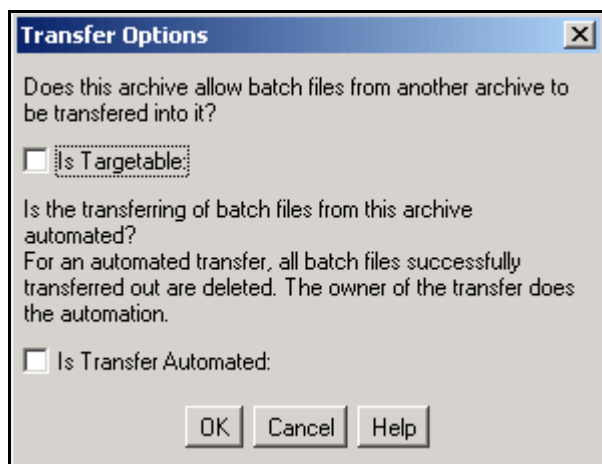 Transfer Options
Does this archive allow batch files from another archive to
be transfered into it?
Is Targetable:
Is the transferring of batch files from this archive
automated?
For an automated transfer, all batch files successfully
transferred out are deleted. The owner of the transfer does
the automation.
Is Transfer Automated:
OK Cancel Help